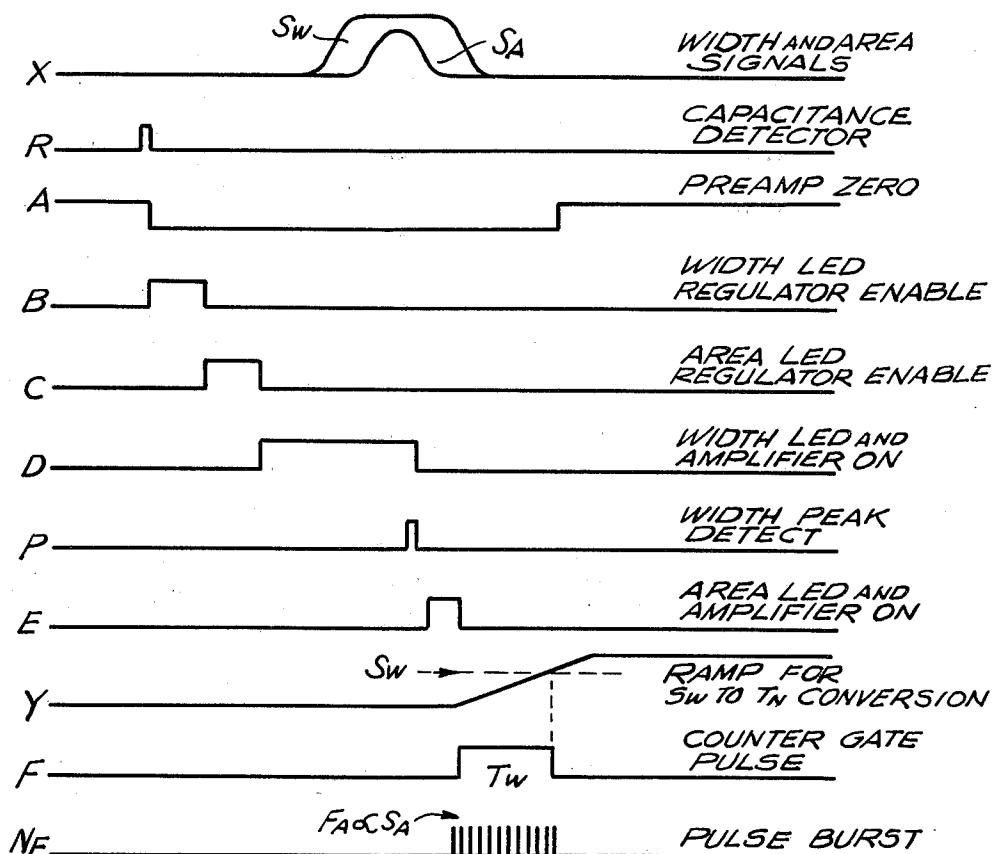 SW
SA
X
WIDTH AND AREA
SIGNALS
R
CAPACITANCE
DETECTOR
A
PREAMP ZERO
B
WIDTH LED
REGULATOR ENABLE
C
AREA LED
REGULATOR ENABLE
D
WIDTH LED AND
AMPLIFIER ON
P
WIDTH PEAK
DETECT
E
AREA LED AND
AMPLIFIER ON
SW
Y
RAMP FOR
SW TO TN CONVERSION
F
TW
COUNTER GATE
PULSE
FA∝SA
NF
PULSE BURST